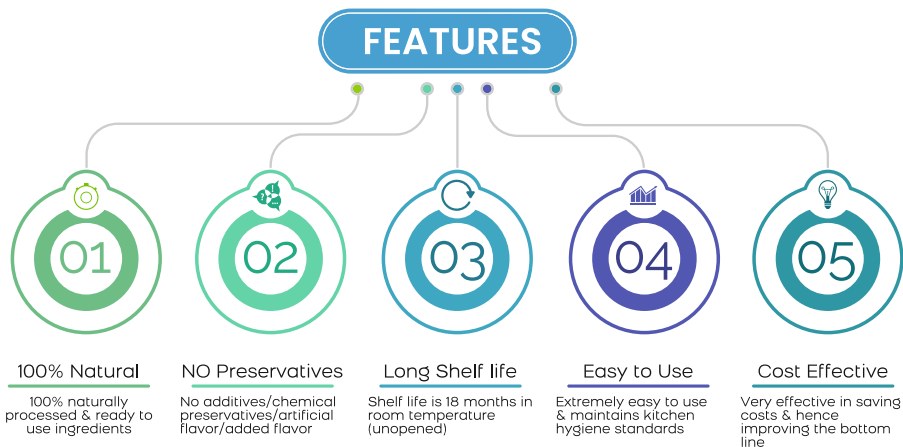 FEATURES
01
02
03
04
05
100% Natural
100% naturally
processed & ready to
use ingredients
NO Preservatives
No additives/chemical
preservatives/artificial
flavor/added flavor
Long Shelf life
Shelf life is 18 months in
room temperature
(unopened)
Easy to Use
Extremely easy to use
& maintains kitchen
hygiene standards
Cost Effective
Very effective in saving
costs & hence
improving the bottom
line